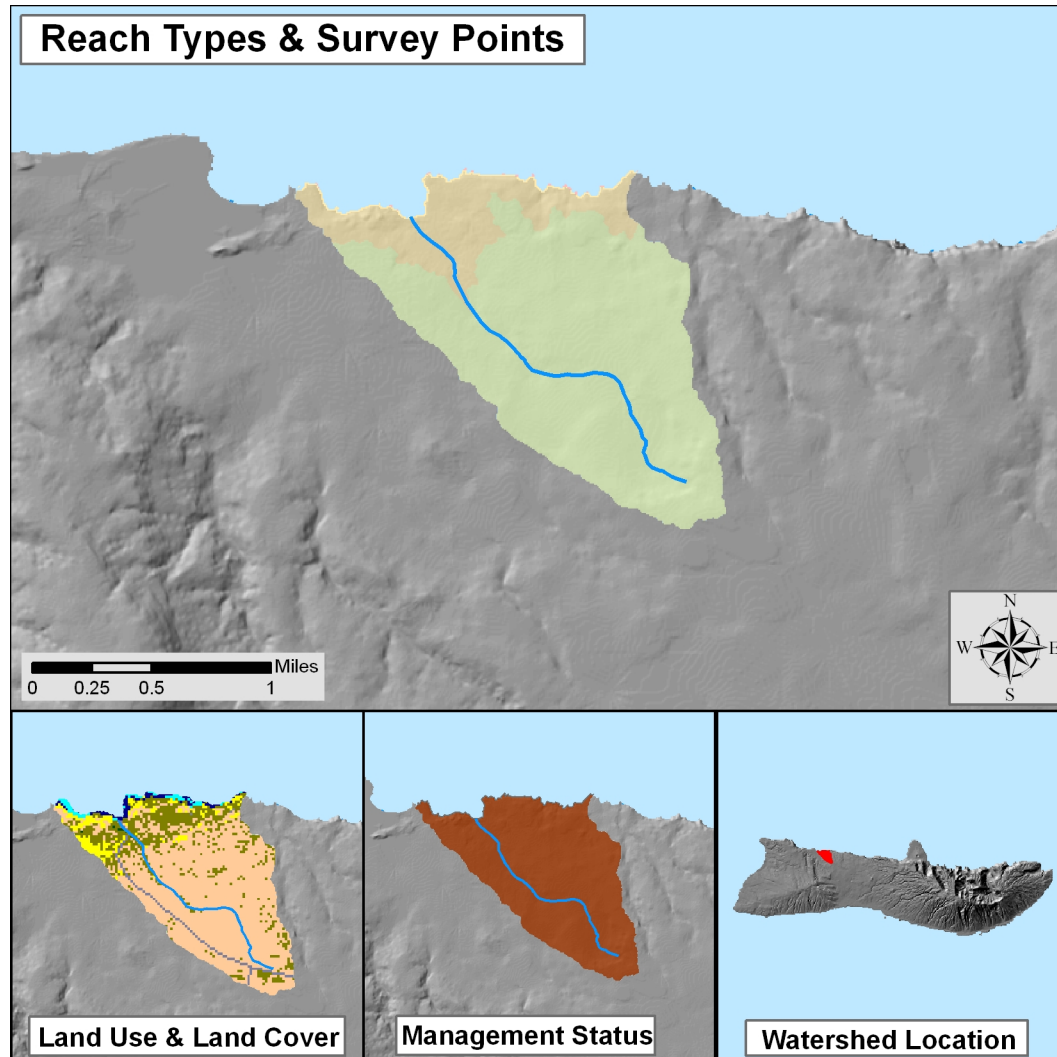 Reach Types & Survey Points
N
W E
S
Miles
0 0.25 0.5 1
Land Use & Land Cover
Management Status
Watershed Location